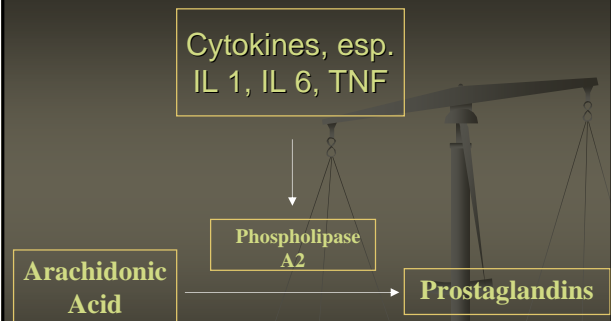 Cytokines, esp.
IL 1, IL 6, TNF
Phospholipase
A2
Arachidonic
Acid
Prostaglandins